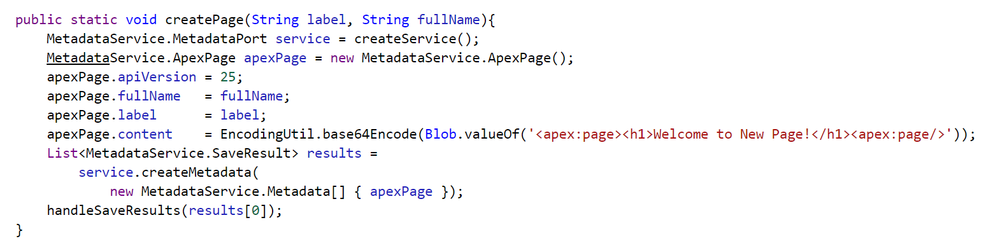 public static void createPage(String label, String fullName){
    MetadataService.MetadataPort service = createService();
    MetadataService.ApexPage apexPage = new MetadataService.ApexPage();
    apexPage.apiVersion = 25;
    apexPage.fullName   = fullName;
    apexPage.label      = label;
    apexPage.content    = EncodingUtil.base64Encode(Blob.valueOf('<apex:page><h1>Welcome to New Page!</h1><apex:page/>'));
    List<MetadataService.SaveResult> results =
        service.createMetadata(
            new MetadataService.Metadata[] { apexPage });
    handleSaveResults(results[0]);
}